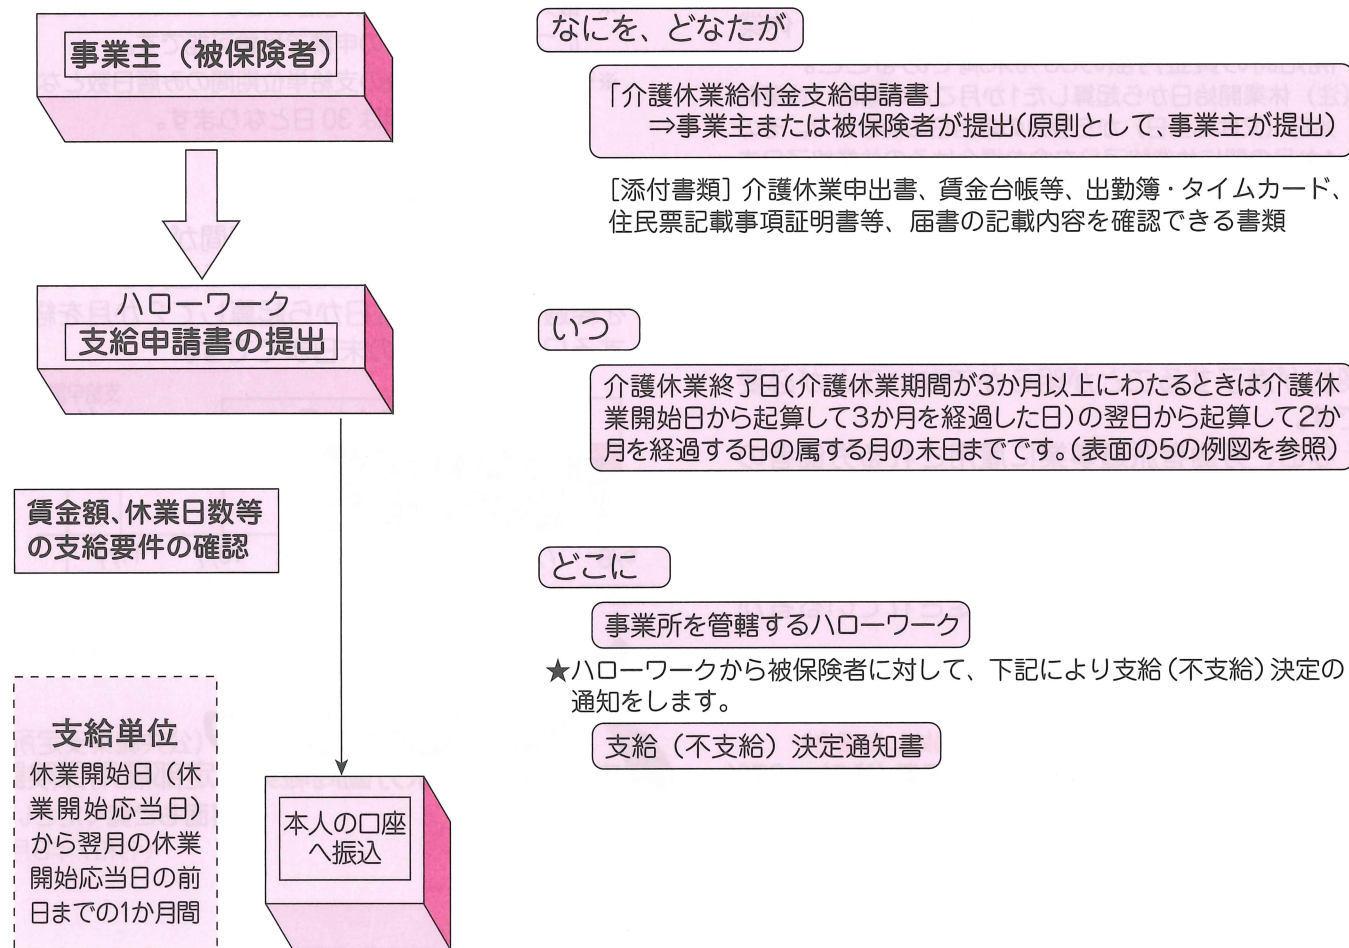 事業主（被保険者）
ハローワーク
支給申請書の提出
賃金額、休業日数等
の支給要件の確認
支給単位
休業開始日（休
業開始応当日）
から翌月の休業
開始応当日の前
日までの1か月間
本人の口座
へ振込
なにを、どなたが
「介護休業給付金支給申請書」
⇒事業主または被保険者が提出（原則として、事業主が提出）
［添付書類］介護休業申出書、賃金台帳等、出勤簿・タイムカード、
住民票記載事項証明書等、届書の記載内容を確認できる書類
いつ
介護休業終了日（介護休業期間が3か月以上にわたるときは介護休
業開始日から起算して3か月を経過した日）の翌日から起算して2か
月を経過する日の属する月の末日までです。（表面の5の例図を参照）
どこに
事業所を管轄するハローワーク
★ハローワークから被保険者に対して、下記により支給（不支給）決定の
通知をします。
支給（不支給）決定通知書